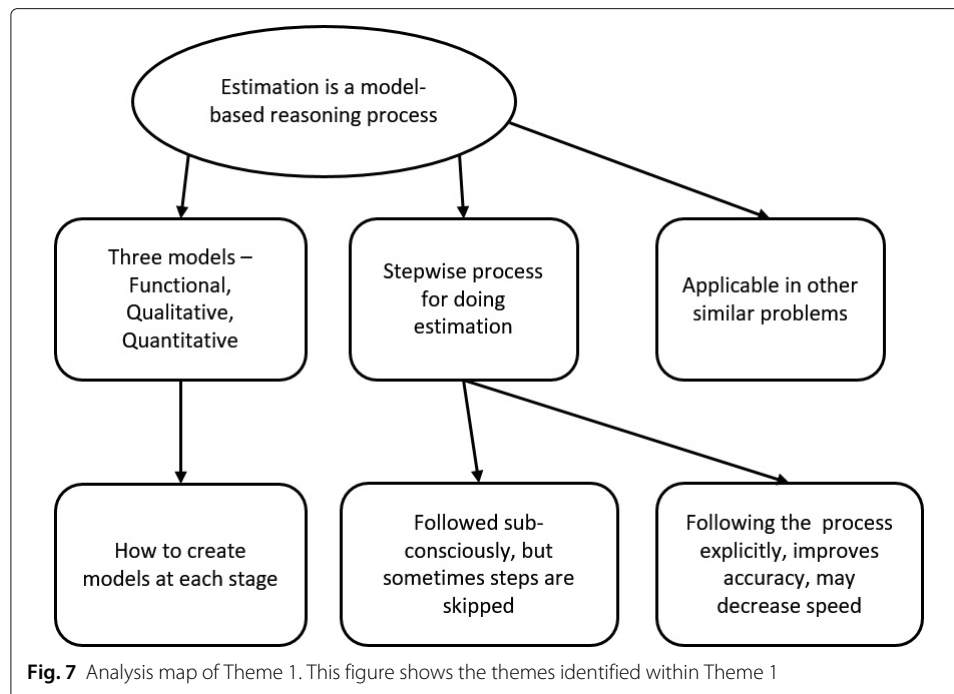 Estimation is a model-
based reasoning process
Three models –
Functional,
Qualitative,
Quantitative
Stepwise process
for doing
estimation
Applicable in other
similar problems
How to create
models at each stage
Followed sub-
consciously, but
sometimes steps are
skipped
Following the process
explicitly, improves
accuracy, may
decrease speed
Fig. 7 Analysis map of Theme 1. This figure shows the themes identified within Theme 1